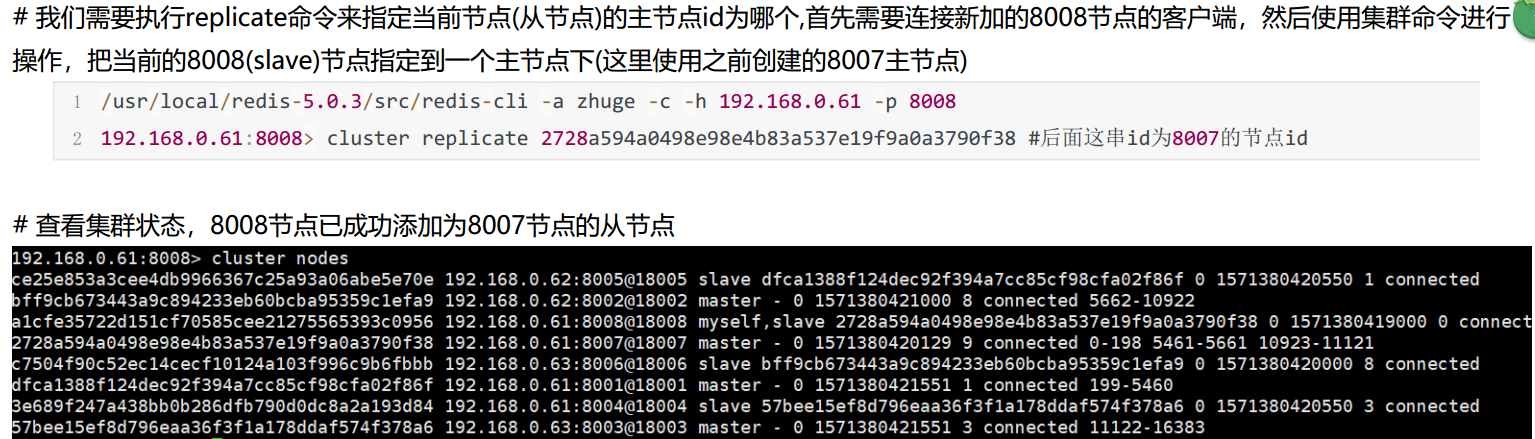 # 我们需要执行replicate命令来指定当前节点(从节点)的主节点id为哪个,首先需要连接新加的8008节点的客户端，然后使用集群命令进行
操作，把当前的8008(slave)节点指定到一个主节点下(这里使用之前创建的8007主节点)
1 /usr/local/redis-5.0.3/src/redis-cli -a zhuge -c -h 192.168.0.61 -p 8008
2 192.168.0.61:8008> cluster replicate 2728a594a0498e98e4b83a537e19f9a0a3790f38 #后面这串id为8007的节点id
# 查看集群状态，8008节点已成功添加为8007节点的从节点
192.168.0.61:8008> cluster nodes
ce25e853a3cee4db9966367c25a93a06abe5e70e 192.168.0.62:8005@18005 slave dfca1388f124dec92f394a7cc85cf98cfa02f86f 0 1571380420550 1 connected
bff9cb673443a9c894233eb60bcba95359c1efa9 192.168.0.62:8002@18002 master - 0 1571380421000 8 connected 5662-10922
a1cfe35722d151cf70585cee21275565393c0956 192.168.0.61:8008@18008 myself,slave 2728a594a0498e98e4b83a537e19f9a0a3790f38 0 1571380419000 0 connect
2728a594a0498e98e4b83a537e19f9a0a3790f38 192.168.0.61:8007@18007 master - 0 1571380420129 9 connected 0-198 5461-5661 10923-11121
c7504f90c52ec14cecf10124a103f996c9b6fbbb 192.168.0.63:8006@18006 slave bff9cb673443a9c894233eb60bcba95359c1efa9 0 1571380420000 8 connected
dfca1388f124dec92f394a7cc85cf98cfa02f86f 192.168.0.61:8001@18001 master - 0 1571380421551 1 connected 199-5460
3e689f247a438bb0b286dfb790d0dc8a2a193d84 192.168.0.61:8004@18004 slave 57bee15ef8d796eaa36f3f1a178ddaf574f378a6 0 1571380420550 3 connected
57bee15ef8d796eaa36f3f1a178ddaf574f378a6 192.168.0.63:8003@18003 master - 0 1571380421551 3 connected 11122-16383